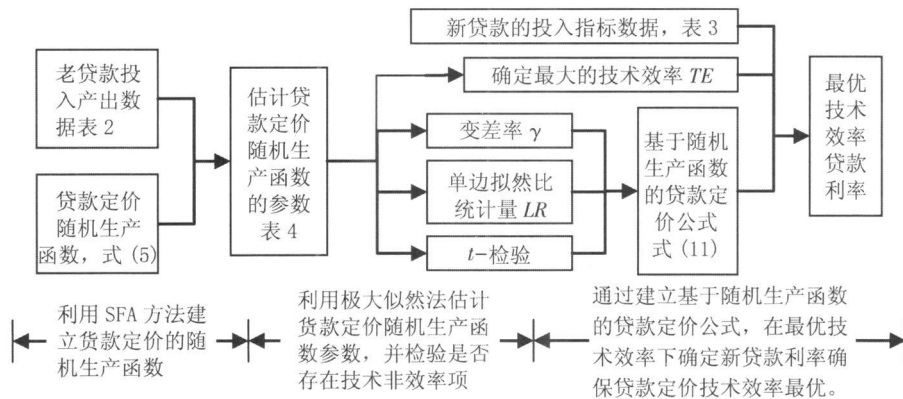 老贷款投
入产出数
据表 2
贷款定价
随机生产
函数，式 (5)
估计贷
款定价
随机生
产函数
的参数
表 4
新贷款的投入指标数据，表 3
确定最大的技术效率 TE
变差率 γ
单边拟然比
统计量 LR
t-检验
基于随机
生产函数
的贷款定
价公式
式 (11)
最优
技术
效率
贷款
利率
利用 SFA 方法建
立货款定价的随
机生产函数
利用极大似然法估计
货款定价随机生产函
数参数，并检验是否
存在技术非效率项
通过建立基于随机生产函数
的贷款定价公式，在最优技
术效率下确定新贷款利率确
保贷款定价技术效率最优。